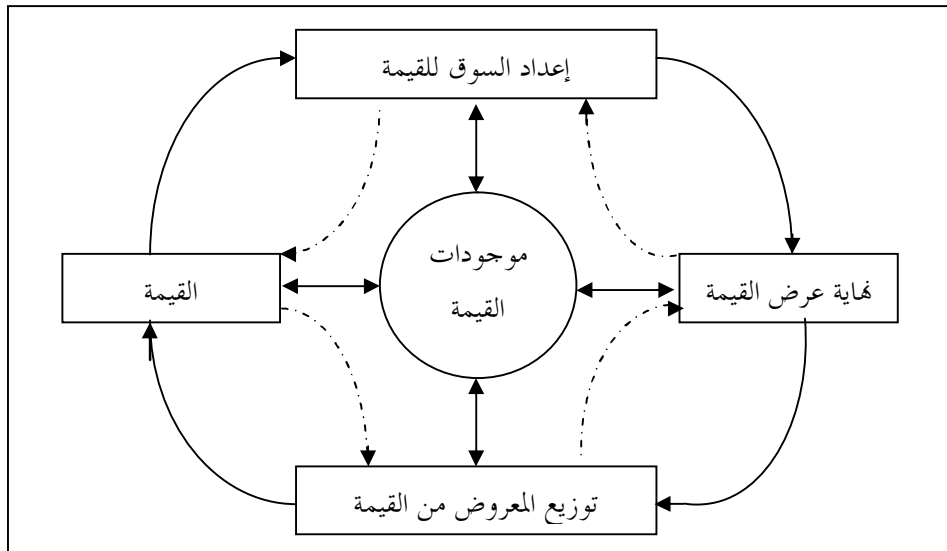 إعداد السوق للقيمة
موجودات
القيمة
نهاية عرض القيمة
القيمة
توزيع المعروض من القيمة